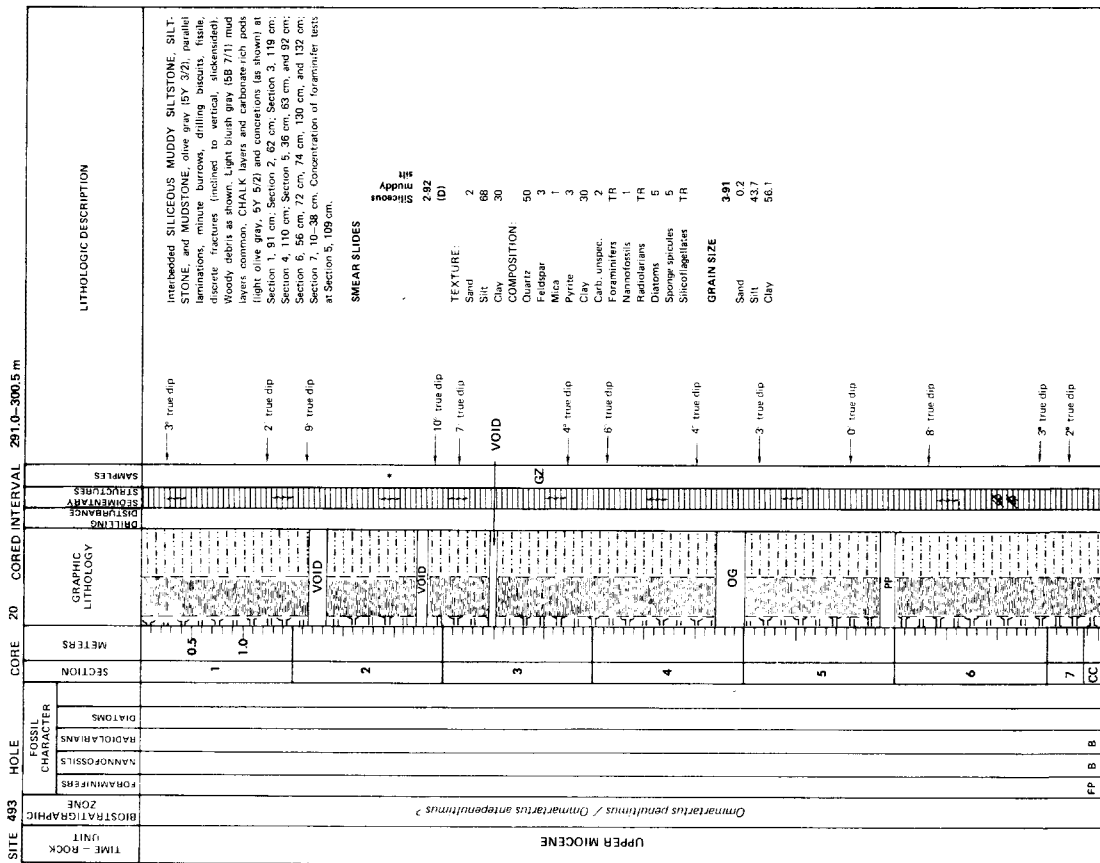 SITE 493 HOLE CORE 20 CORED INTERVAL 291.0–300.5 m
TIME – ROCK
UNIT
BIOSTRATIGRAPHIC
ZONE
FOSSIL
CHARACTER
FORAMINIFERS
NANNOFOSSILS
RADIOLARIANS
DIATOMS
SECTION
METERS
GRAPHIC
LITHOLOGY
DRILLING
DISTURBANCE
SEDIMENTARY
STRUCTURES
SAMPLES
LITHOLOGIC DESCRIPTION
UPPER MIOCENE
Ommartartus penultimus / Ommartartus antepenultimus ?
FP
B
B
1
2
3
4
5
6
7
CC
0.5
1.0
VOID
VOID
OG
PP
*
GZ
3° true dip
2° true dip
9° true dip
10° true dip
7° true dip
VOID
4° true dip
6° true dip
4° true dip
3° true dip
0° true dip
8° true dip
3° true dip
2° true dip
Interbedded SILICEOUS MUDDY SILTSTONE, SILT-
STONE, and MUDSTONE, olive gray (5Y 3/2), parallel
laminations, minute burrows, drilling biscuits, fissile,
discrete fractures (inclined to vertical, slickensided).
Woody debris as shown. Light bluish gray (5B 7/1) mud
layers common. CHALK layers and carbonate-rich pods
(light olive gray, 5Y 5/2) and concretions (as shown) at
Section 1, 91 cm; Section 2, 62 cm; Section 3, 119 cm;
Section 4, 110 cm; Section 5, 36 cm, 63 cm, and 92 cm;
Section 6, 56 cm, 72 cm, 74 cm, 130 cm, and 132 cm;
Section 7, 10–38 cm. Concentration of foraminifer tests
at Section 5, 109 cm.
SMEAR SLIDES
Siliceous
muddy
silt
2-92
(D)
TEXTURE:
Sand 2
Silt 68
Clay 30
COMPOSITION:
Quartz 50
Feldspar 3
Mica 1
Pyrite 3
Clay 30
Carb. unspec. 2
Foraminifers TR
Nannofossils 1
Radiolarians TR
Diatoms 5
Sponge spicules 5
Silicoflagellates TR
GRAIN SIZE
3-91
Sand 0.2
Silt 43.7
Clay 56.1